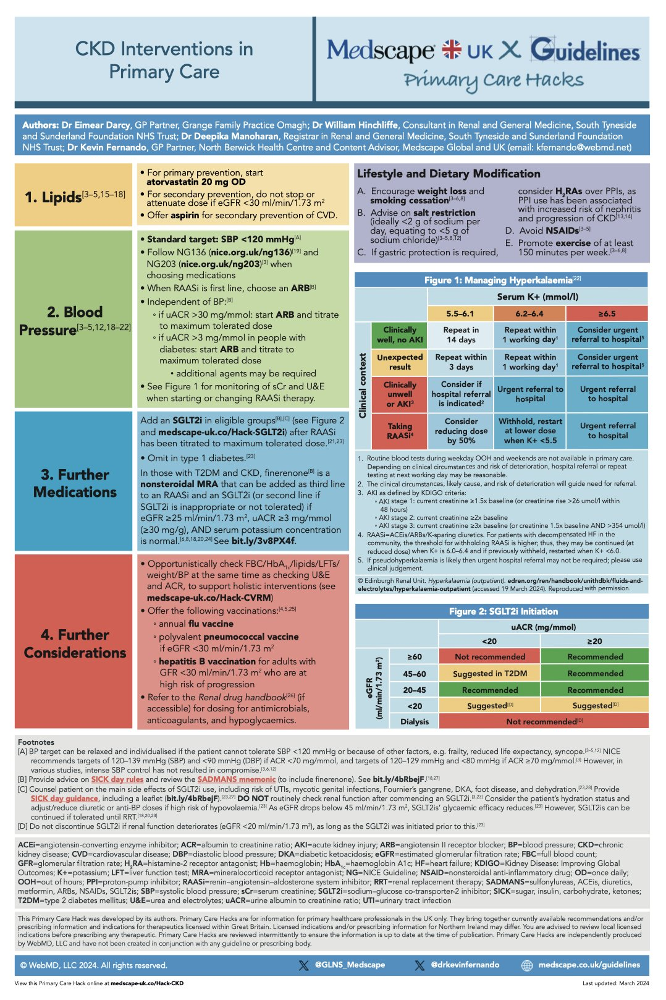 CKD Interventions in
Primary Care
Medscape UK X Guidelines
Primary Care Hacks
Authors: Dr Eimear Darcy, GP Partner, Grange Family Practice Omagh; Dr William Hinchliffe, Consultant in Renal and General Medicine, South Tyneside
and Sunderland Foundation NHS Trust; Dr Deepika Manoharan, Registrar in Renal and General Medicine, South Tyneside and Sunderland Foundation
NHS Trust; Dr Kevin Fernando, GP Partner, North Berwick Health Centre and Content Advisor, Medscape Global and UK (email: kfernando@webmd.net)
1. Lipids[3–5,15–18]
• For primary prevention, start
atorvastatin 20 mg OD
• For secondary prevention, do not stop or
attenuate dose if eGFR <30 ml/min/1.73 m²
• Offer aspirin for secondary prevention of CVD.
2. Blood
Pressure[3–5,12,18–22]
• Standard target: SBP <120 mmHg[A]
• Follow NG136 (nice.org.uk/ng136)[19] and
NG203 (nice.org.uk/ng203)[3] when
choosing medications
• When RAASi is first line, choose an ARB[B]
• Independent of BP:[B]
◦ if uACR >30 mg/mmol: start ARB and titrate
to maximum tolerated dose
◦ if uACR >3 mg/mmol in people with
diabetes: start ARB and titrate to
maximum tolerated dose
• additional agents may be required
• See Figure 1 for monitoring of sCr and U&E
when starting or changing RAASi therapy.
3. Further
Medications
Add an SGLT2i in eligible groups[B],[C] (see Figure 2
and medscape-uk.co/Hack-SGLT2i) after RAASi
has been titrated to maximum tolerated dose.[21,23]
• Omit in type 1 diabetes.[23]
In those with T2DM and CKD, finerenone[B] is a
nonsteroidal MRA that can be added as third line
to an RAASi and an SGLT2i (or second line if
SGLT2i is inappropriate or not tolerated) if
eGFR ≥25 ml/min/1.73 m², uACR ≥3 mg/mmol
(≥30 mg/g), AND serum potassium concentration
is normal.[6,8,18,20,24] See bit.ly/3v8PX4f.
4. Further
Considerations
• Opportunistically check FBC/HbA1c/lipids/LFTs/
weight/BP at the same time as checking U&E
and ACR, to support holistic interventions (see
medscape-uk.co/Hack-CVRM)
• Offer the following vaccinations:[4,5,25]
◦ annual flu vaccine
◦ polyvalent pneumococcal vaccine
if eGFR <30 ml/min/1.73 m²
◦ hepatitis B vaccination for adults with
GFR <30 ml/min/1.73 m² who are at
high risk of progression
• Refer to the Renal drug handbook[26] (if
accessible) for dosing for antimicrobials,
anticoagulants, and hypoglycaemics.
Lifestyle and Dietary Modification
A. Encourage weight loss and
smoking cessation[3–6,8]
B. Advise on salt restriction
(ideally <2 g of sodium per
day, equating to <5 g of
sodium chloride)[3–5,8,12]
C. If gastric protection is required,
consider H2RAs over PPIs, as
PPI use has been associated
with increased risk of nephritis
and progression of CKD[13,14]
D. Avoid NSAIDs[3–5]
E. Promote exercise of at least
150 minutes per week.[3–6,8]
Figure 1: Managing Hyperkalaemia[22]
Serum K+ (mmol/l)
5.5–6.1 6.2–6.4 ≥6.5
Clinical context
Clinically
well, no AKI
Repeat in
14 days
Repeat within
1 working day¹
Consider urgent
referral to hospital⁵
Unexpected
result
Repeat within
3 days
Repeat within
1 working day¹
Consider urgent
referral to hospital⁵
Clinically
unwell
or AKI³
Consider if
hospital referral
is indicated²
Urgent referral to
hospital
Urgent referral
to hospital
Taking
RAASi⁴
Consider
reducing dose
by 50%
Withhold, restart
at lower dose
when K+ <5.5
Urgent referral
to hospital
1. Routine blood tests during weekday OOH and weekends are not available in primary care.
Depending on clinical circumstances and risk of deterioration, hospital referral or repeat
testing at next working day may be reasonable.
2. The clinical circumstances, likely cause, and risk of deterioration will guide need for referral.
3. AKI as defined by KDIGO criteria:
◦ AKI stage 1: current creatinine ≥1.5x baseline (or creatinine rise >26 umol/l within
48 hours)
◦ AKI stage 2: current creatinine ≥2x baseline
◦ AKI stage 3: current creatinine ≥3x baseline (or creatinine 1.5x baseline AND >354 umol/l)
4. RAASi=ACEis/ARBs/K-sparing diuretics. For patients with decompensated HF in the
community, the threshold for withholding RAASi is higher; thus, they may be continued (at
reduced dose) when K+ is 6.0–6.4 and if previously withheld, restarted when K+ <6.0.
5. If pseudohyperkalaemia is likely then urgent hospital referral may not be required; please use
clinical judgement.
© Edinburgh Renal Unit. Hyperkalaemia (outpatient). edren.org/ren/handbook/unithdbk/fluids-and-
electrolytes/hyperkalaemia-outpatient (accessed 19 March 2024). Reproduced with permission.
Figure 2: SGLT2i Initiation
uACR (mg/mmol)
<20 ≥20
eGFR
(ml/min/1.73 m²)
≥60 Not recommended Recommended
45–60 Suggested in T2DM Recommended
20–45 Recommended Recommended
<20 Suggested[D] Suggested[D]
Dialysis Not recommended[D]
Footnotes
[A] BP target can be relaxed and individualised if the patient cannot tolerate SBP <120 mmHg or because of other factors, e.g. frailty, reduced life expectancy, syncope.[3–5,12] NICE
recommends targets of 120–139 mmHg (SBP) and <90 mmHg (DBP) if ACR <70 mg/mmol, and targets of 120–129 mmHg and <80 mmHg if ACR ≥70 mg/mmol.[3] However, in
various studies, intense SBP control has not resulted in compromise.[3,6,12]
[B] Provide advice on SICK day rules and review the SADMANS mnemonic (to include finerenone). See bit.ly/4bRbejF.[18,27]
[C] Counsel patient on the main side effects of SGLT2i use, including risk of UTIs, mycotic genital infections, Fournier's gangrene, DKA, foot disease, and dehydration.[23,28] Provide
SICK day guidance, including a leaflet (bit.ly/4bRbejF).[23,27] DO NOT routinely check renal function after commencing an SGLT2i.[3,23] Consider the patient's hydration status and
adjust/reduce diuretic or anti-BP doses if high risk of hypovolaemia.[23] As eGFR drops below 45 ml/min/1.73 m², SGLT2is' glycaemic efficacy reduces.[23] However, SGLT2is can be
continued if tolerated until RRT.[18,20,23]
[D] Do not discontinue SGLT2i if renal function deteriorates (eGFR <20 ml/min/1.73 m²), as long as the SGLT2i was initiated prior to this.[23]
ACEi=angiotensin-converting enzyme inhibitor; ACR=albumin to creatinine ratio; AKI=acute kidney injury; ARB=angiotensin II receptor blocker; BP=blood pressure; CKD=chronic
kidney disease; CVD=cardiovascular disease; DBP=diastolic blood pressure; DKA=diabetic ketoacidosis; eGFR=estimated glomerular filtration rate; FBC=full blood count;
GFR=glomerular filtration rate; H2RA=histamine-2 receptor antagonist; Hb=haemoglobin; HbA1c=haemoglobin A1c; HF=heart failure; KDIGO=Kidney Disease: Improving Global
Outcomes; K+=potassium; LFT=liver function test; MRA=mineralocorticoid receptor antagonist; NG=NICE Guideline; NSAID=nonsteroidal anti-inflammatory drug; OD=once daily;
OOH=out of hours; PPI=proton-pump inhibitor; RAASi=renin–angiotensin–aldosterone system inhibitor; RRT=renal replacement therapy; SADMANS=sulfonylureas, ACEis, diuretics,
metformin, ARBs, NSAIDs, SGLT2is; SBP=systolic blood pressure; sCr=serum creatinine; SGLT2i=sodium–glucose co-transporter-2 inhibitor; SICK=sugar, insulin, carbohydrate, ketones;
T2DM=type 2 diabetes mellitus; U&E=urea and electrolytes; uACR=urine albumin to creatinine ratio; UTI=urinary tract infection
This Primary Care Hack was developed by its authors. Primary Care Hacks are for information for primary healthcare professionals in the UK only. They bring together currently available recommendations and/or
prescribing information and indications for therapeutics licensed within Great Britain. Licensed indications and/or prescribing information for Northern Ireland may differ. You are advised to review local licensed
indications before prescribing any therapeutic. Primary Care Hacks are reviewed intermittently to ensure the information is up to date at the time of publication. Primary Care Hacks are independently produced
by WebMD, LLC and have not been created in conjunction with any guideline or prescribing body.
© WebMD, LLC 2024. All rights reserved.
@GLNS_Medscape
@drkevinfernando
medscape.co.uk/guidelines
View this Primary Care Hack online at medscape-uk.co/Hack-CKD
Last updated: March 2024